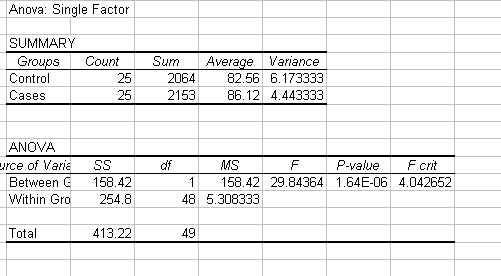 Anova: Single Factor
SUMMARY
Groups Count Sum Average Variance
Control 25 2064 82.56 6.173333
Cases 25 2153 86.12 4.443333
ANOVA
urce of Varia SS df MS F P-value F crit
Between G 158.42 1 158.42 29.84364 1.64E-06 4.042652
Within Gro 254.8 48 5.308333
Total 413.22 49